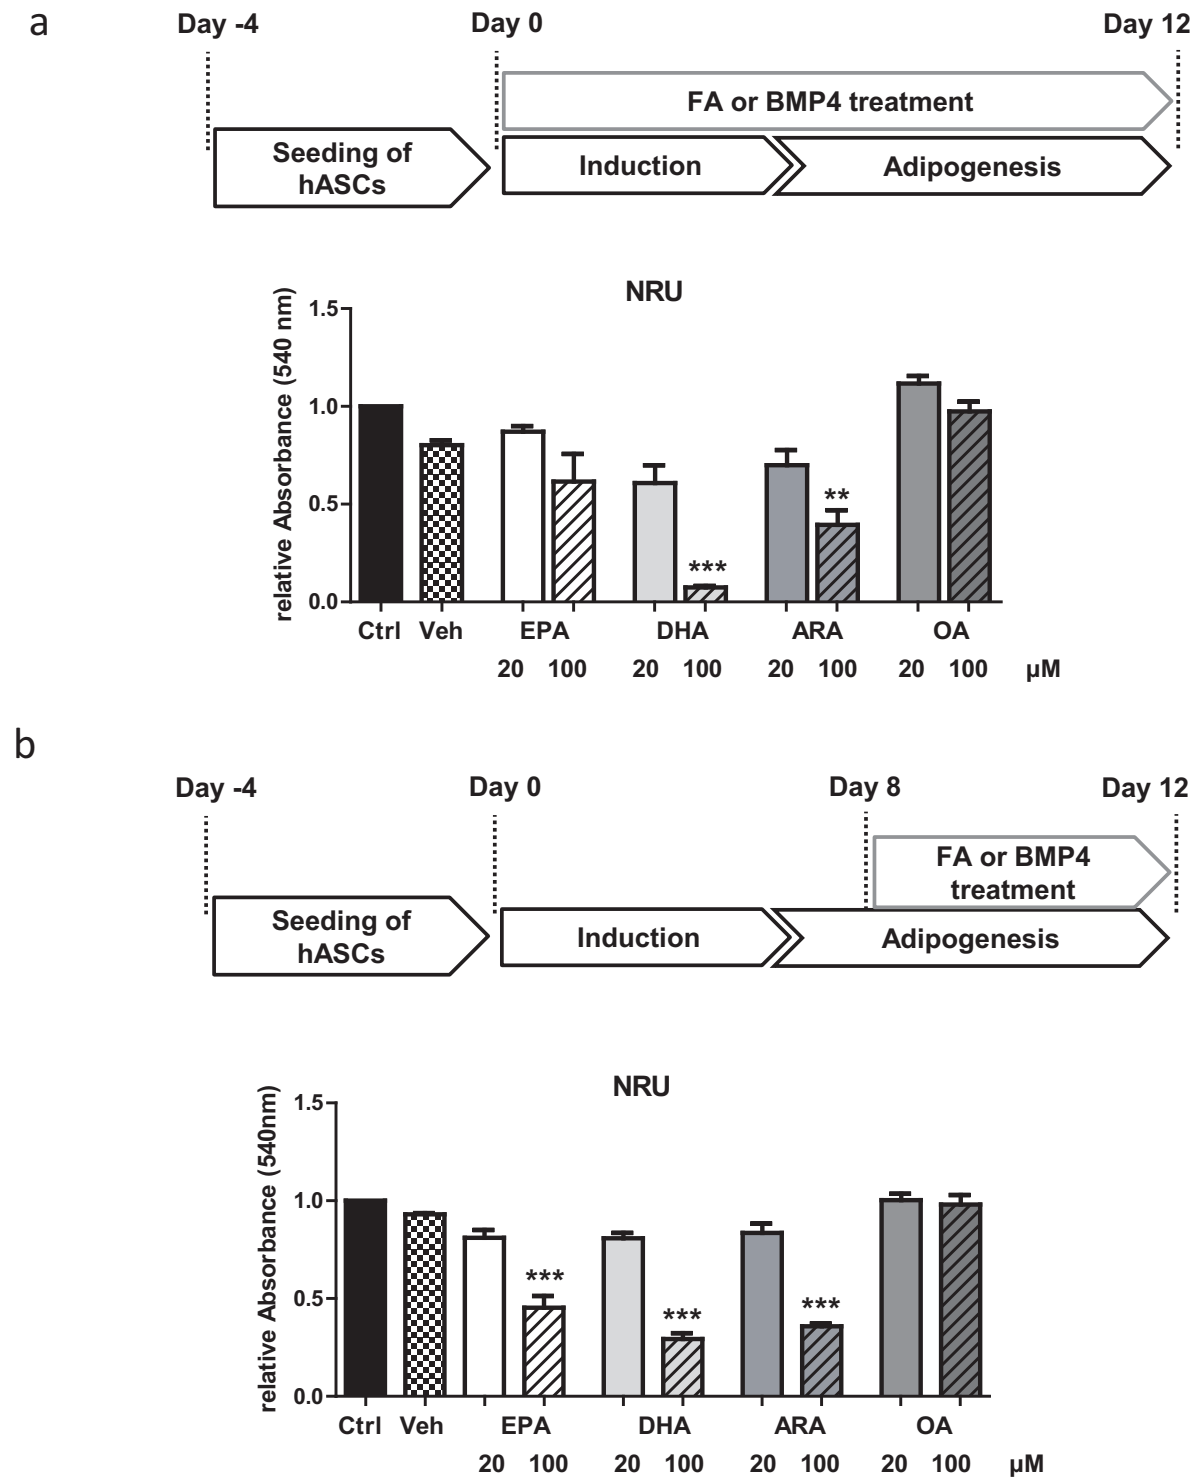 a
Day -4
Day 0
Day 12
FA or BMP4 treatment
Seeding of
hASCs
Induction
Adipogenesis
NRU
relative Absorbance (540 nm)
1.5
1.0
0.5
0.0
***
**
Ctrl Veh EPA DHA ARA OA
20 100 20 100 20 100 20 100 µM
b
Day -4
Day 0
Day 8
Day 12
FA or BMP4
treatment
Seeding of
hASCs
Induction
Adipogenesis
NRU
relative Absorbance (540nm)
1.5
1.0
0.5
0.0
***
***
***
Ctrl Veh EPA DHA ARA OA
20 100 20 100 20 100 20 100 µM